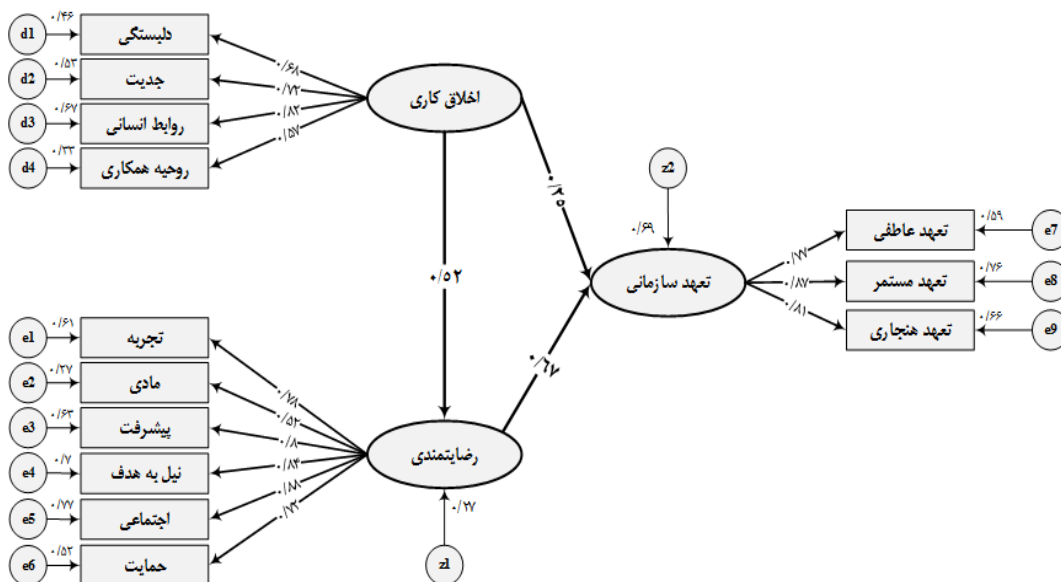 d1
۰/۴۶
دلبستگی
۰/۶۸
d2
۰/۵۳
جدیت
۰/۷۳
d3
۰/۶۷
روابط انسانی
۰/۸۲
d4
۰/۳۳
روحیه همکاری
۰/۵۷
اخلاق کاری
۰/۲۵
۰/۵۲
z2
۰/۶۹
تعهد سازمانی
۰/۷۷
تعهد عاطفی
۰/۵۹
e7
۰/۸۷
تعهد مستمر
۰/۷۶
e8
۰/۸۱
تعهد هنجاری
۰/۶۶
e9
۰/۶۷
e1
۰/۶۱
تجربه
۰/۷۸
e2
۰/۲۷
مادی
۰/۵۲
e3
۰/۶۳
پیشرفت
۰/۸
e4
۰/۷
نیل به هدف
۰/۸۴
e5
۰/۷۷
اجتماعی
۰/۸۸
e6
۰/۵۲
حمایت
۰/۷۲
رضایتمندی
۰/۲۷
z1